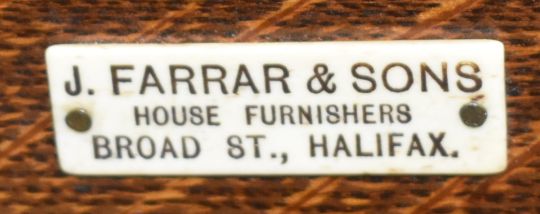 J. FARRAR & SONS
HOUSE FURNISHERS
BROAD ST., HALIFAX.